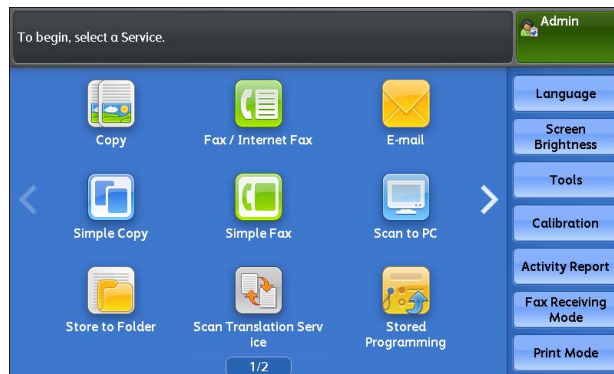 To begin, select a Service.
Admin
Copy
Fax / Internet Fax
E-mail
Simple Copy
Simple Fax
Scan to PC
Store to Folder
Scan Translation Serv
ice
Stored
Programming
1/2
Language
Screen
Brightness
Tools
Calibration
Activity Report
Fax Receiving
Mode
Print Mode